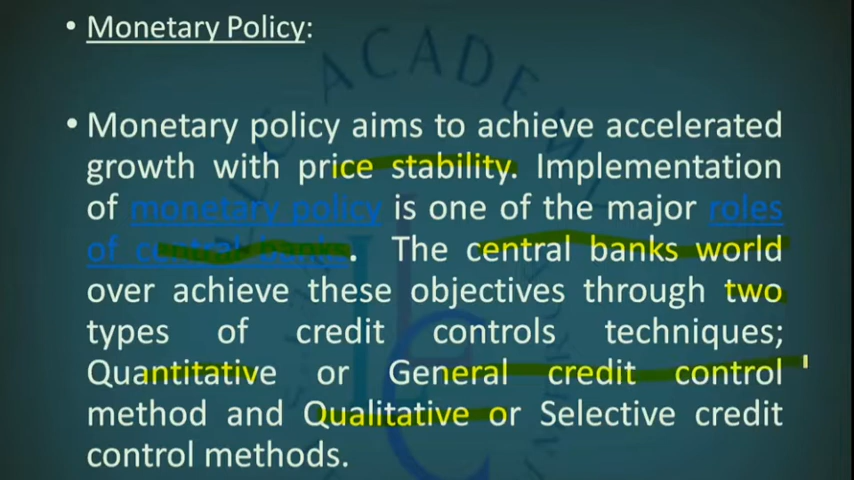 • Monetary Policy:
• Monetary policy aims to achieve accelerated
growth with price stability. Implementation
of monetary policy is one of the major roles
of central banks. The central banks world
over achieve these objectives through two
types of credit controls techniques;
Quantitative or General credit control
method and Qualitative or Selective credit
control methods.